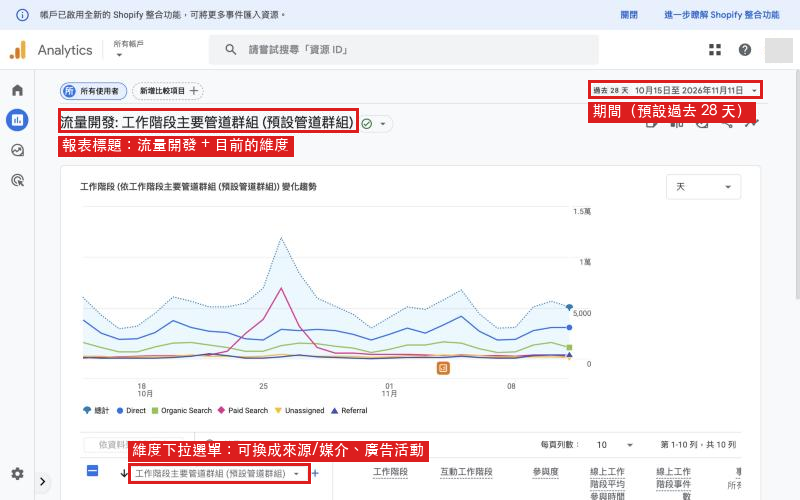 帳戶已啟用全新的 Shopify 整合功能，可將更多事件匯入資源。
關閉
進一步瞭解 Shopify 整合功能
Analytics
所有帳戶
請嘗試搜尋「資源 ID」
所 所有使用者
新增比較項目
過去 28 天 10月15日至 2026年11月11日
期間（預設過去 28 天）
流量開發: 工作階段主要管道群組 (預設管道群組)
報表標題：流量開發 + 目前的維度
工作階段 (依工作階段主要管道群組 (預設管道群組)) 變化趨勢
天
1.5萬
1萬
5,000
0
18
10月
25
01
11月
08
總計 Direct Organic Search Paid Search Unassigned Referral
維度下拉選單：可換成來源/媒介、廣告活動
依資料
每頁列數：
10
第 1-10 列，共 10 列
工作階段主要管道群組 (預設管道群組)
工作階段
互動工作階段
參與度
線上工作
階段平均
參與時間
線上工作
階段事件
數
所有